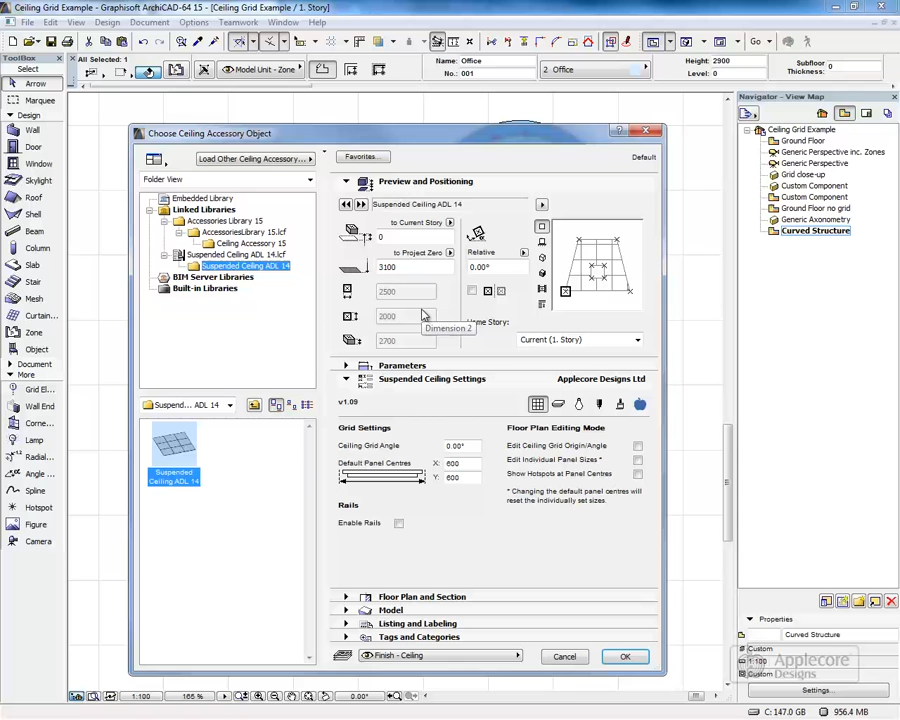 Ceiling Grid Example - Graphisoft ArchiCAD-64 15 - [Ceiling Grid Example / 1. Story]
File Edit View Design Document Options Teamwork Window Help
Go
ToolBox
Select
Arrow
Marquee
Design
Wall
Door
Window
Skylight
Roof
Shell
Beam
Column
Slab
Stair
Mesh
Curtain...
Zone
Object
Document
More
Grid El...
Wall End
Corne...
Lamp
Radial...
Angle ...
Spline
Hotspot
Figure
Camera
All Selected: 1
Model Unit - Zone
Name:
Office
No.:
001
2 Office
Height: 2900
Level: 0
Subfloor
Thickness: 0
Choose Ceiling Accessory Object
Load Other Ceiling Accessory...
Folder View
Embedded Library
Linked Libraries
Accessories Library 15
AccessoriesLibrary 15.lcf
Ceiling Accessory 15
Suspended Ceiling ADL 14.lcf
Suspended Ceiling ADL 14
BIM Server Libraries
Built-in Libraries
Suspend... ADL 14
Suspended
Ceiling ADL 14
Favorites...
Default
Preview and Positioning
Suspended Ceiling ADL 14
to Current Story
0
to Project Zero
3100
2500
2000
2700
Dimension 2
Relative
0.00°
Home Story:
Current (1. Story)
Parameters
Suspended Ceiling Settings
Applecore Designs Ltd
v1.09
Grid Settings
Ceiling Grid Angle
0.00°
Default Panel Centres
X: 600
Y: 600
Rails
Enable Rails
Floor Plan Editing Mode
Edit Ceiling Grid Origin/Angle
Edit Individual Panel Sizes *
Show Hotspots at Panel Centres
* Changing the default panel centres will
reset the individually set sizes.
Floor Plan and Section
Model
Listing and Labeling
Tags and Categories
Finish - Ceiling
Cancel
OK
Navigator - View Map
Ceiling Grid Example
Ground Floor
Generic Perspective inc. Zones
Generic Perspective
Grid close-up
Custom Component
Custom Component
Ground Floor no grid
Generic Axonometry
Curved Structure
Properties
Curved Structure
Custom
1:100
Custom
Settings...
Applecore
Designs
1:100
165 %
0.00°
C: 147.0 GB
956.4 MB